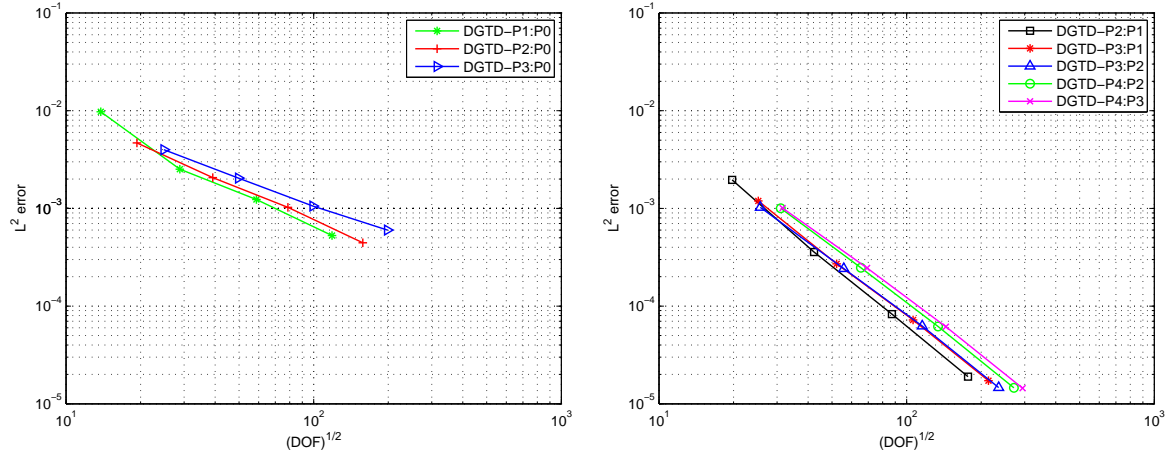 10^-1
10^-2
10^-3
10^-4
10^-5
L^2 error
10^1
10^2
10^3
(DOF)^1/2
DGTD−P1:P0
DGTD−P2:P0
DGTD−P3:P0
10^-1
10^-2
10^-3
10^-4
10^-5
L^2 error
10^1
10^2
10^3
(DOF)^1/2
DGTD−P2:P1
DGTD−P3:P1
DGTD−P3:P2
DGTD−P4:P2
DGTD−P4:P3